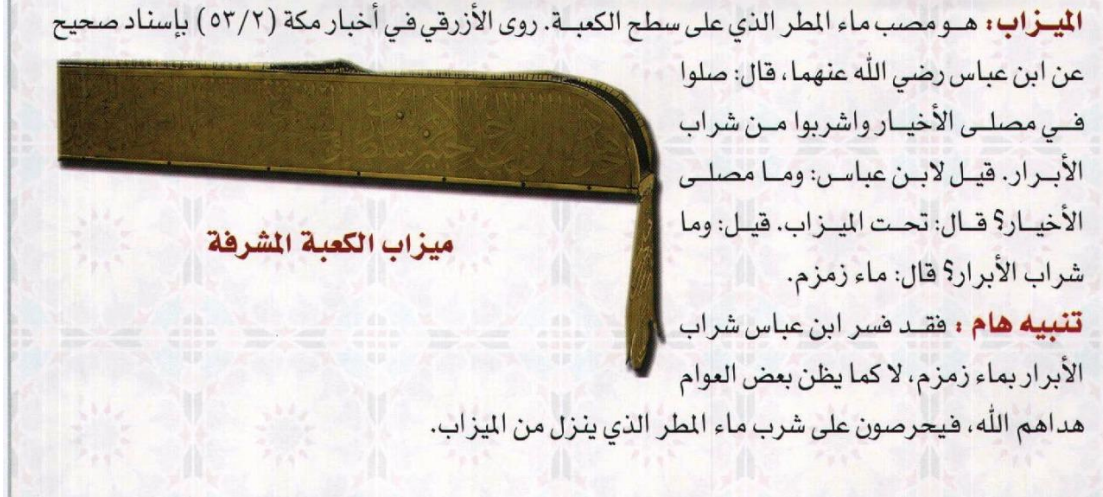 الميزاب: هو مصب ماء المطر الذي على سطح الكعبة. روى الأزرقي في أخبار مكة (٥٣/٢) بإسناد صحيح
عن ابن عباس رضي الله عنهما، قال: صلوا
في مصلى الأخيار واشربوا من شراب
الأبرار. قيل لابن عباس: وما مصلى
الأخيار؟ قال: تحت الميزاب. قيل: وما
شراب الأبرار؟ قال: ماء زمزم.
ميزاب الكعبة المشرفة
تنبيه هام : فقد فسر ابن عباس شراب
الأبرار بماء زمزم، لا كما يظن بعض العوام
هداهم الله، فيحرصون على شرب ماء المطر الذي ينزل من الميزاب.